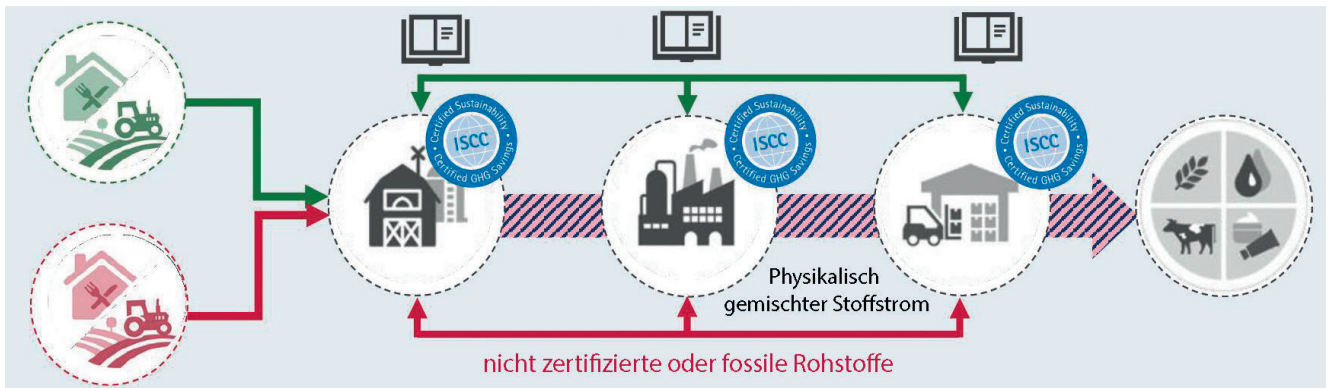 • Certified Sustainability •
ISCC
Certified GHG Savings
• Certified Sustainability •
ISCC
Certified GHG Savings
• Certified Sustainability •
ISCC
Certified GHG Savings
Physikalisch
gemischter Stoffstrom
nicht zertifizierte oder fossile Rohstoffe